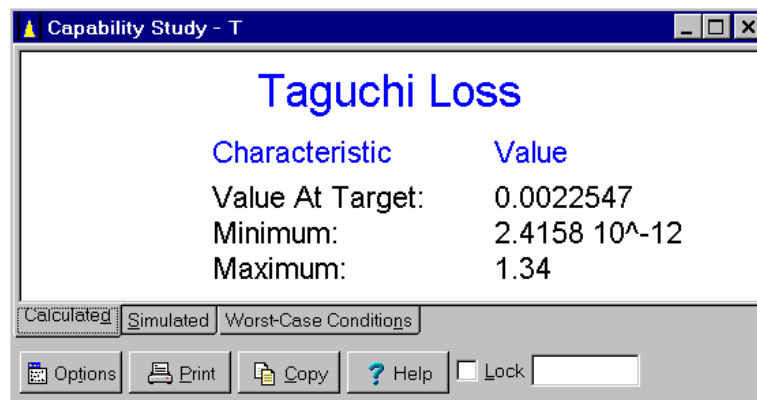 Capability Study - T
Taguchi Loss
Characteristic Value
Value At Target: 0.0022547
Minimum: 2.4158 10^-12
Maximum: 1.34
Calculated Simulated Worst-Case Conditions
Options Print Copy ? Help Lock